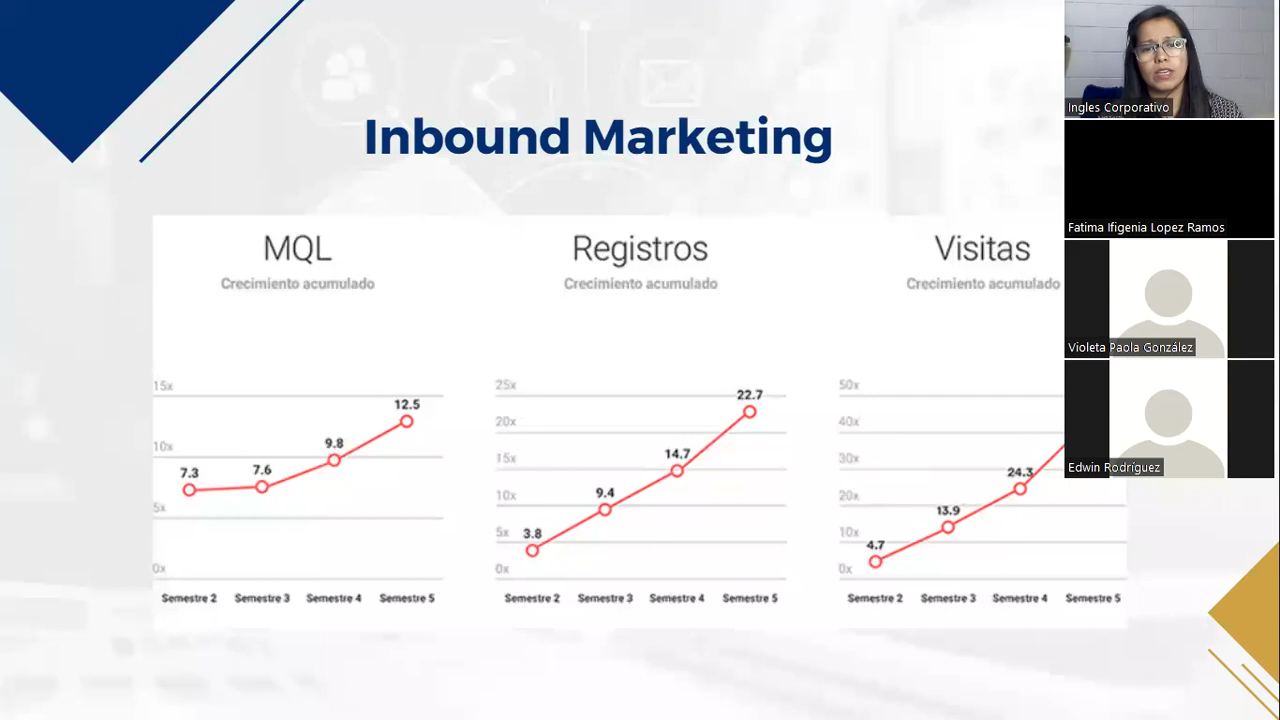 Inbound Marketing
MQL
Crecimiento acumulado
15x
10x
5x
0x
7.3
7.6
9.8
12.5
Semestre 2
Semestre 3
Semestre 4
Semestre 5
Registros
Crecimiento acumulado
25x
20x
15x
10x
5x
0x
3.8
9.4
14.7
22.7
Semestre 2
Semestre 3
Semestre 4
Semestre 5
Visitas
Crecimiento acumulado
50x
40x
30x
20x
10x
0x
4.7
13.9
24.3
Semestre 2
Semestre 3
Semestre 4
Semestre 5
Ingles Corporativo
Fatima Ifigenia Lopez Ramos
Violeta Paola González
Edwin Rodríguez